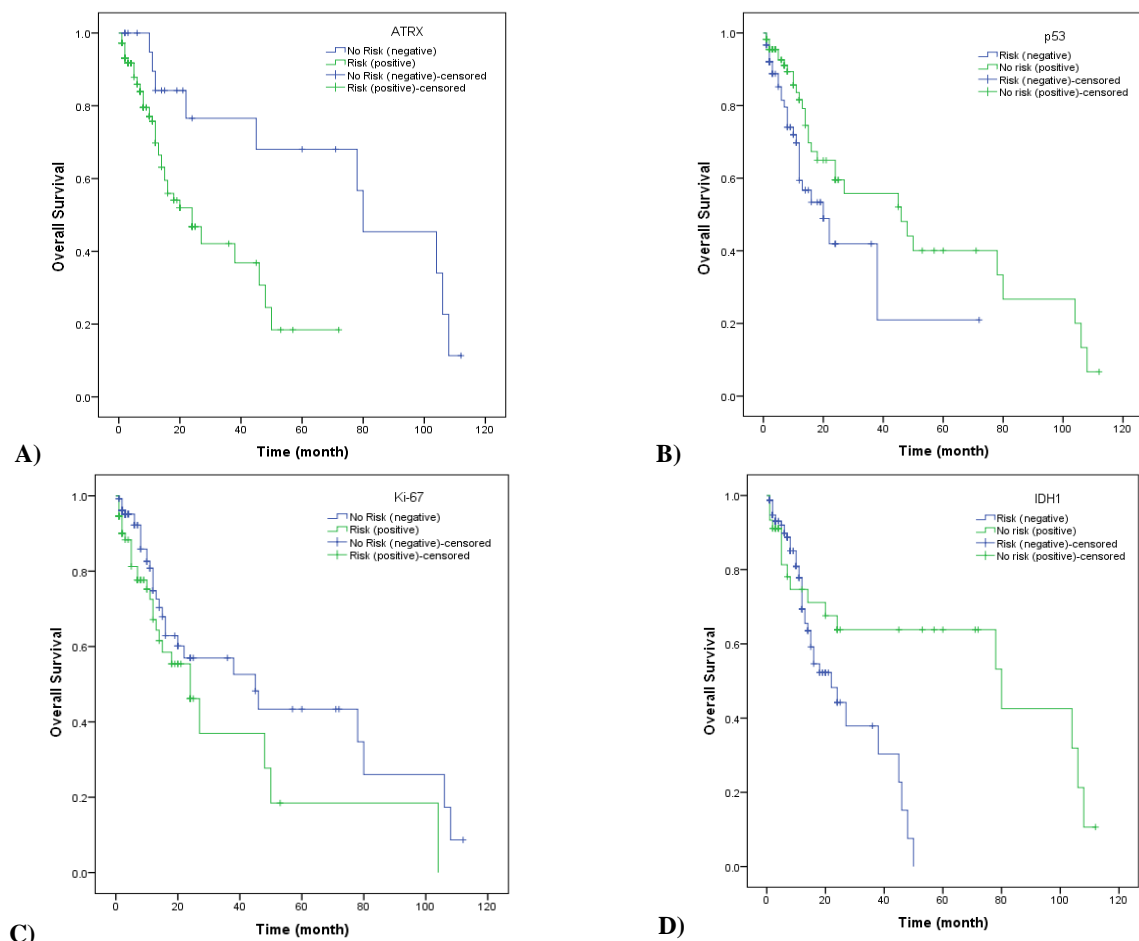 ATRX
No Risk (negative)
Risk (positive)
No Risk (negative)-censored
Risk (positive)-censored
1.0
0.8
0.6
0.4
0.2
0.0
Overall Survival
0 20 40 60 80 100 120
Time (month)
A)
p53
Risk (negative)
No risk (positive)
Risk (negative)-censored
No risk (positive)-censored
1.0
0.8
0.6
0.4
0.2
0.0
Overall Survival
0 20 40 60 80 100 120
Time (month)
B)
Ki-67
No Risk (negative)
Risk (positive)
No Risk (negative)-censored
Risk (positive)-censored
1.0
0.8
0.6
0.4
0.2
0.0
Overall Survival
0 20 40 60 80 100 120
Time (month)
C)
IDH1
Risk (negative)
No risk (positive)
Risk (negative)-censored
No risk (positive)-censored
1.0
0.8
0.6
0.4
0.2
0.0
Overall Survival
0 20 40 60 80 100 120
Time (month)
D)